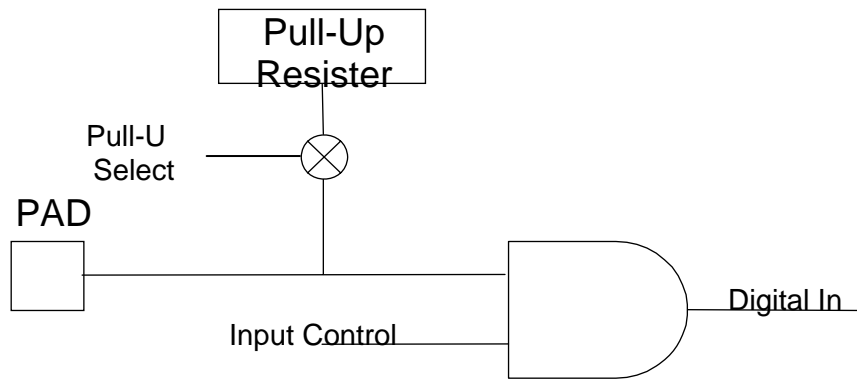 Pull-Up
Resister
Pull-U
Select
PAD
Digital In
Input Control